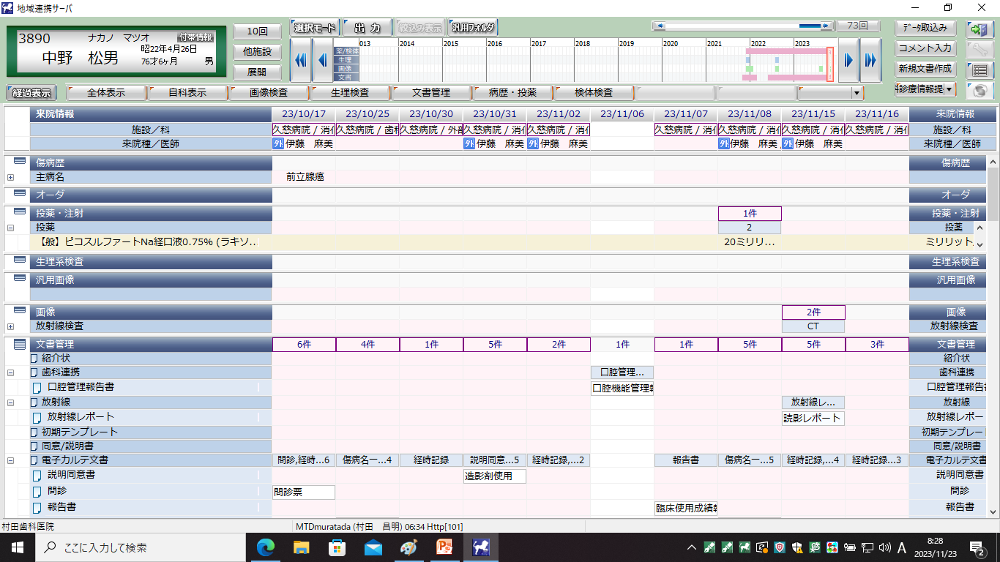 地域連携サーバ
3890 ナカノ マツオ 付帯情報
中野 松男 昭22年4月26日
76才6ヶ月 男
10回
他施設
展開
選択モード 出 力 絞込み表示 汎用フォルダ
73回
013 2014 2015 2016 2017 2018 2019 2020 2021 2022 2023
薬/検体
生理
画像
文書
データ取込み
コメント入力
新規文書作成
診療情報提
経過表示 全体表示 自科表示 画像検査 生理検査 文書管理 病歴・投薬 検体検査
来院情報 23/10/17 23/10/25 23/10/30 23/10/31 23/11/02 23/11/06 23/11/07 23/11/08 23/11/15 23/11/16 来院情報
施設／科 久慈病院 / 消 久慈病院 / 歯 久慈病院 / 外 久慈病院 / 消 久慈病院 / 消 久慈病院 / 消 久慈病院 / 消 久慈病院 / 消 久慈病院 / 消 施設／科
来院種／医師 外 伊藤 麻美 外 伊藤 麻美 外 伊藤 麻美 外 伊藤 麻美 外 伊藤 麻美 来院種／医師
傷病歴 傷病歴
主病名 前立腺癌
オーダ オーダ
投薬・注射 1件 投薬・注射
投薬 2 投薬
【般】ピコスルファートNa経口液0.75% (ラキソ.. 20ミリリ... ミリリット
生理系検査 生理系検査
汎用画像 汎用画像
画像 2件 画像
放射線検査 CT 放射線検査
文書管理 6件 4件 1件 5件 2件 1件 1件 5件 5件 3件 文書管理
紹介状 紹介状
歯科連携 口腔管理... 歯科連携
口腔管理報告書 口腔機能管理報 口腔管理報告
放射線 放射線レ... 放射線
放射線レポート 読影レポート 放射線レポー
初期テンプレート 初期テンプレー
同意/説明書 同意/説明書
電子カルテ文書 問診,経時...6 傷病名一...4 経時記録 説明同意...5 経時記録,...2 報告書 傷病名一...5 経時記録,...4 経時記録...3 電子カルテ文書
説明同意書 造影剤使用 説明同意書
問診 問診票 問診
報告書 臨床使用成績 報告書
村田歯科医院 MTDmuratada (村田 昌明) 06:34 Http[101]
ここに入力して検索
A 8:28
2023/11/23
2